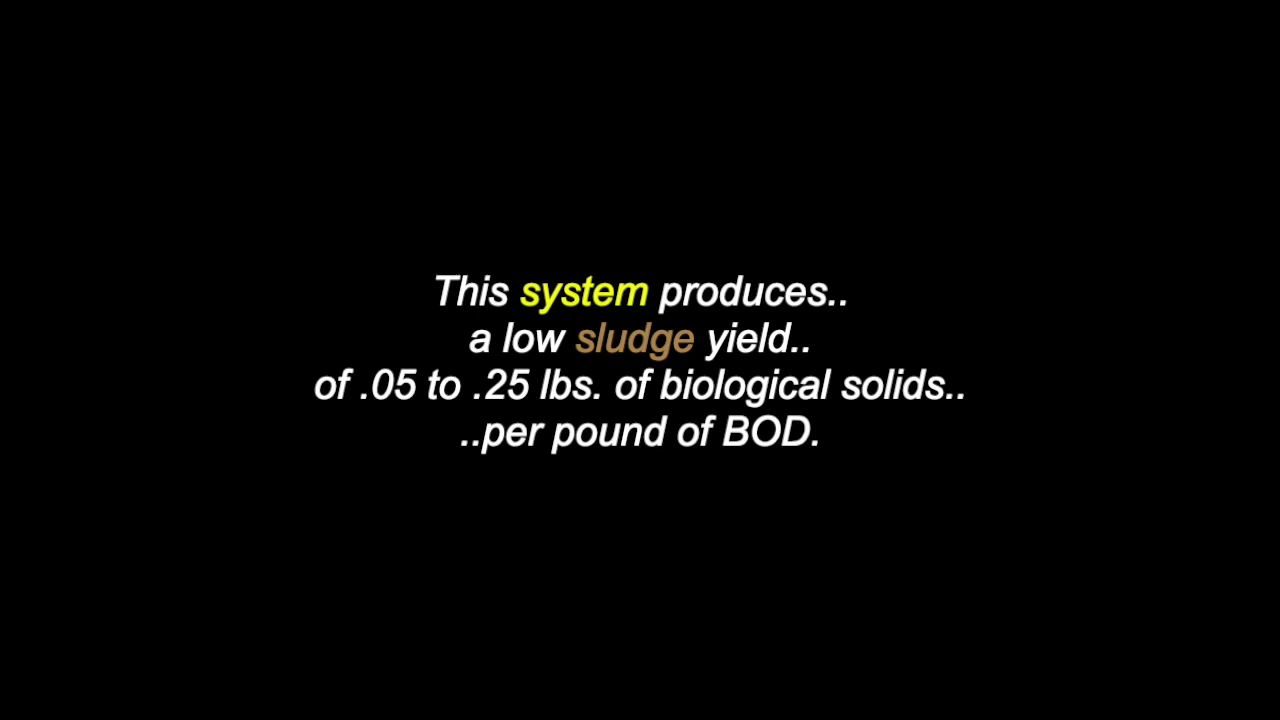 This system produces..
a low sludge yield..
of .05 to .25 lbs. of biological solids..
..per pound of BOD.